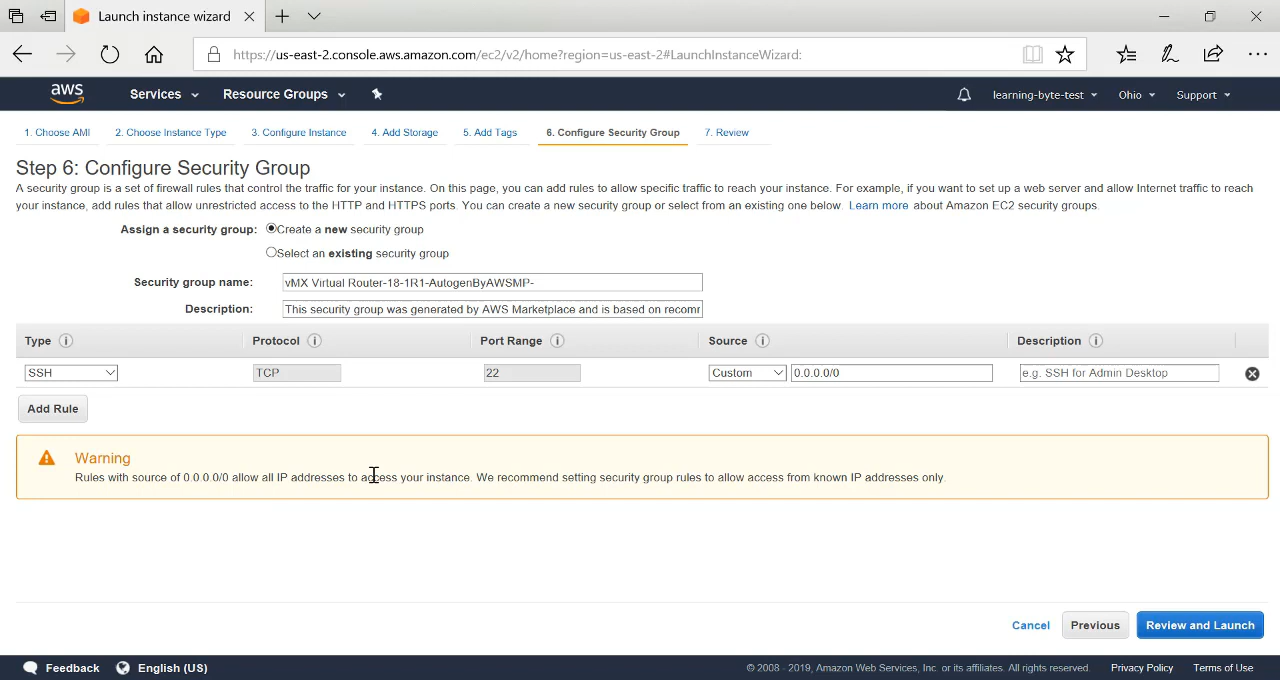 Launch instance wizard
https://us-east-2.console.aws.amazon.com/ec2/v2/home?region=us-east-2#LaunchInstanceWizard:
aws Services Resource Groups learning-byte-test Ohio Support
1. Choose AMI 2. Choose Instance Type 3. Configure Instance 4. Add Storage 5. Add Tags 6. Configure Security Group 7. Review
Step 6: Configure Security Group
A security group is a set of firewall rules that control the traffic for your instance. On this page, you can add rules to allow specific traffic to reach your instance. For example, if you want to set up a web server and allow Internet traffic to reach
your instance, add rules that allow unrestricted access to the HTTP and HTTPS ports. You can create a new security group or select from an existing one below. Learn more about Amazon EC2 security groups.
Assign a security group: Create a new security group
Select an existing security group
Security group name: vMX Virtual Router-18-1R1-AutogenByAWSMP-
Description: This security group was generated by AWS Marketplace and is based on recomr
Type i Protocol i Port Range i Source i Description i
SSH TCP 22 Custom 0.0.0.0/0 e.g. SSH for Admin Desktop
Add Rule
Warning
Rules with source of 0.0.0.0/0 allow all IP addresses to access your instance. We recommend setting security group rules to allow access from known IP addresses only.
Cancel Previous Review and Launch
Feedback English (US) © 2008 - 2019, Amazon Web Services, Inc. or its affiliates. All rights reserved. Privacy Policy Terms of Use